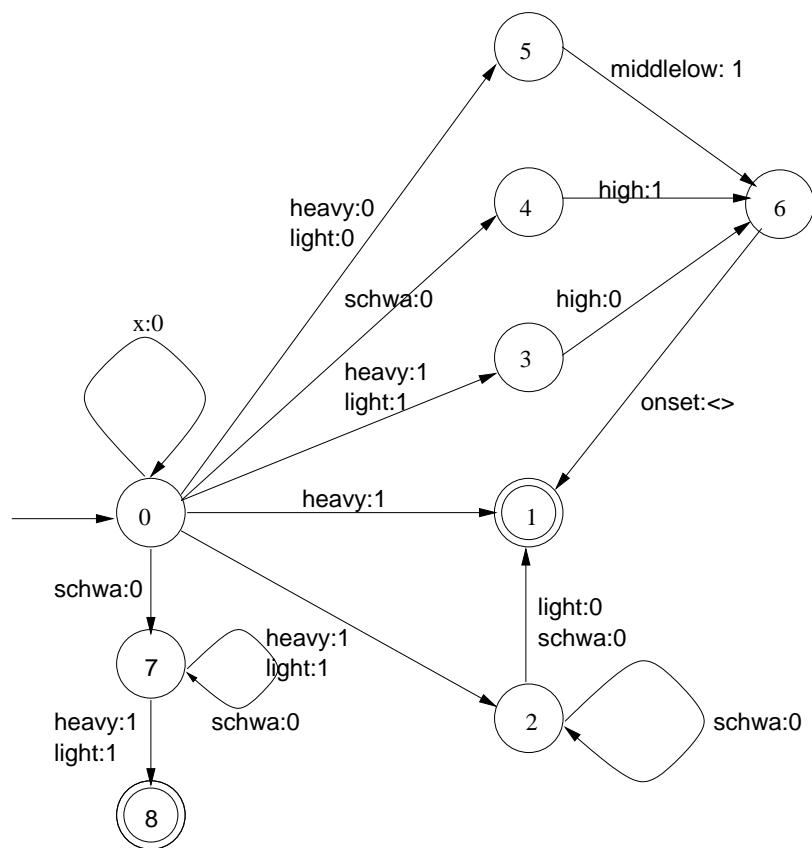 5
middlelow: 1
heavy:0
light:0
4
high:1
6
schwa:0
high:0
x:0
3
heavy:1
light:1
onset:<>
0
heavy:1
1
schwa:0
light:0
schwa:0
7
heavy:1
light:1
schwa:0
2
schwa:0
heavy:1
light:1
8